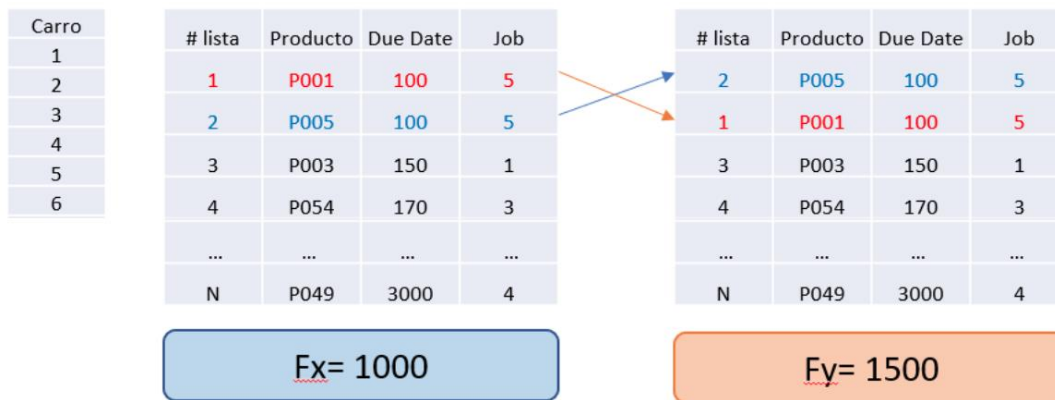 Carro
1
2
3
4
5
6
# lista Producto Due Date Job
1 P001 100 5
2 P005 100 5
3 P003 150 1
4 P054 170 3
... ... ... ...
N P049 3000 4
Fx= 1000
# lista Producto Due Date Job
2 P005 100 5
1 P001 100 5
3 P003 150 1
4 P054 170 3
... ... ... ...
N P049 3000 4
Fy= 1500